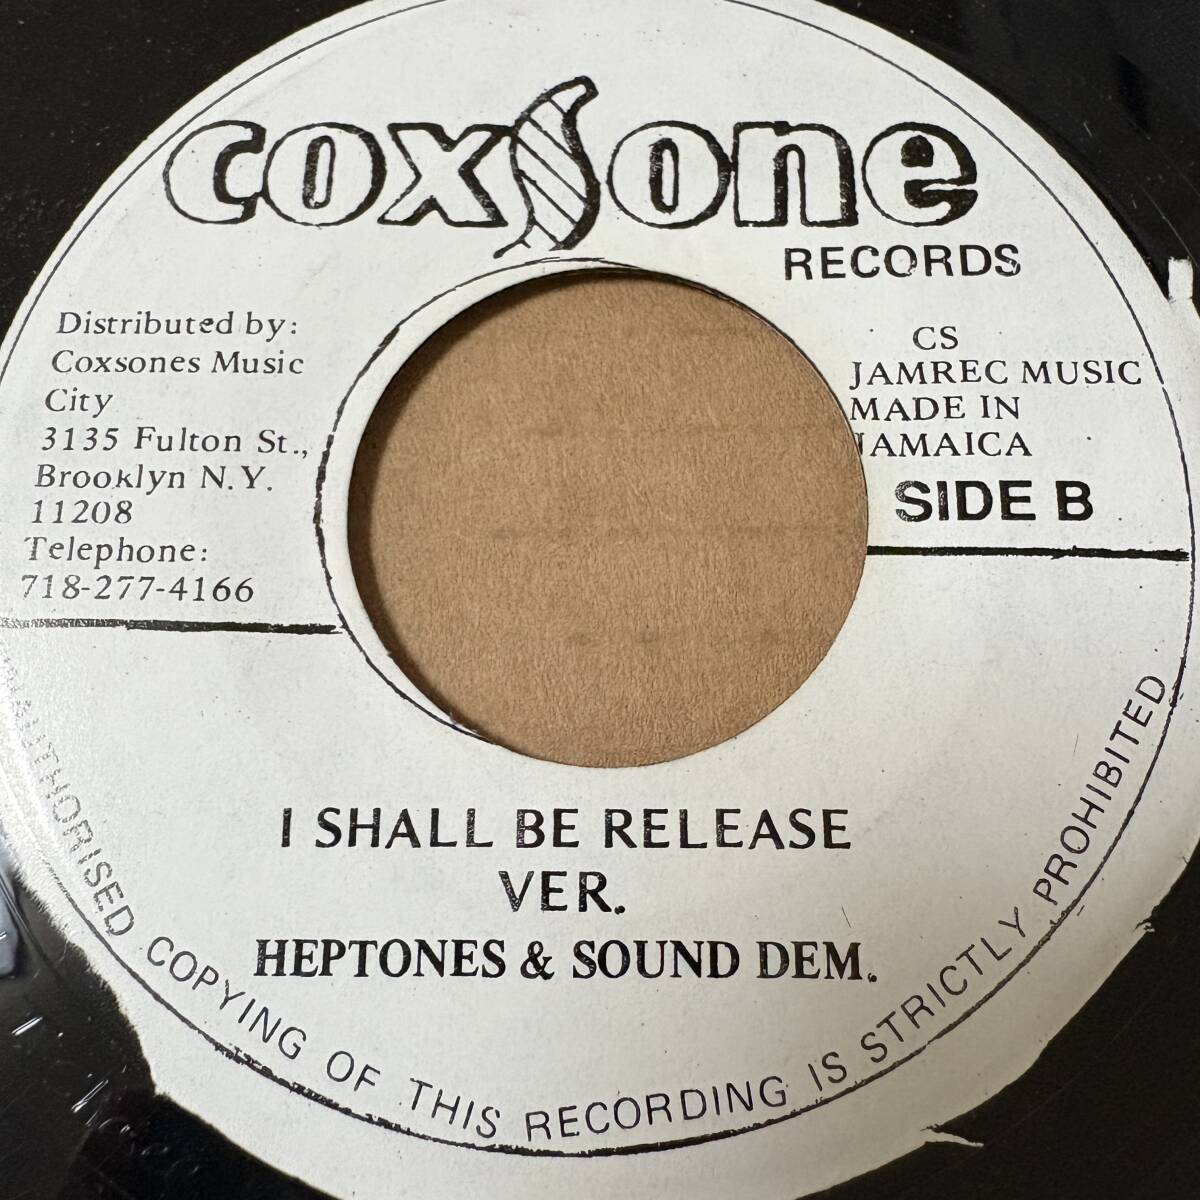 coxsone
RECORDS
Distributed by:
Coxsones Music
City
3135 Fulton St.,
Brooklyn N.Y.
11208
Telephone:
718-277-4166
CS
JAMREC MUSIC
MADE IN
JAMAICA
SIDE B
I SHALL BE RELEASE
VER.
HEPTONES & SOUND DEM.
UNAUTHORISED COPYING OF THIS RECORDING IS STRICTLY PROHIBITED